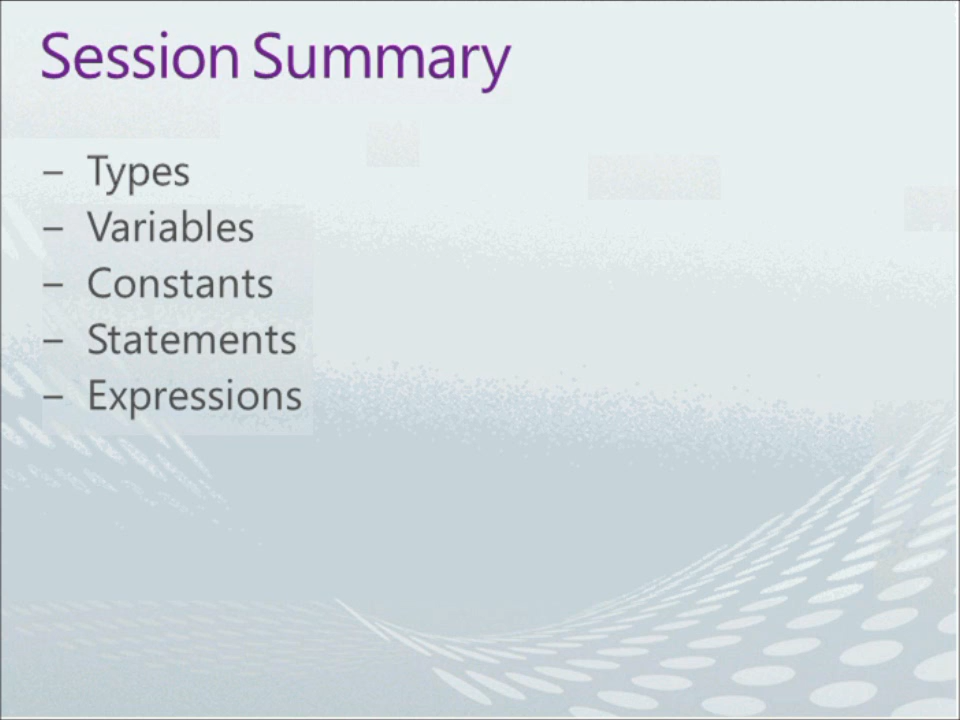 Session Summary
– Types
– Variables
– Constants
– Statements
– Expressions